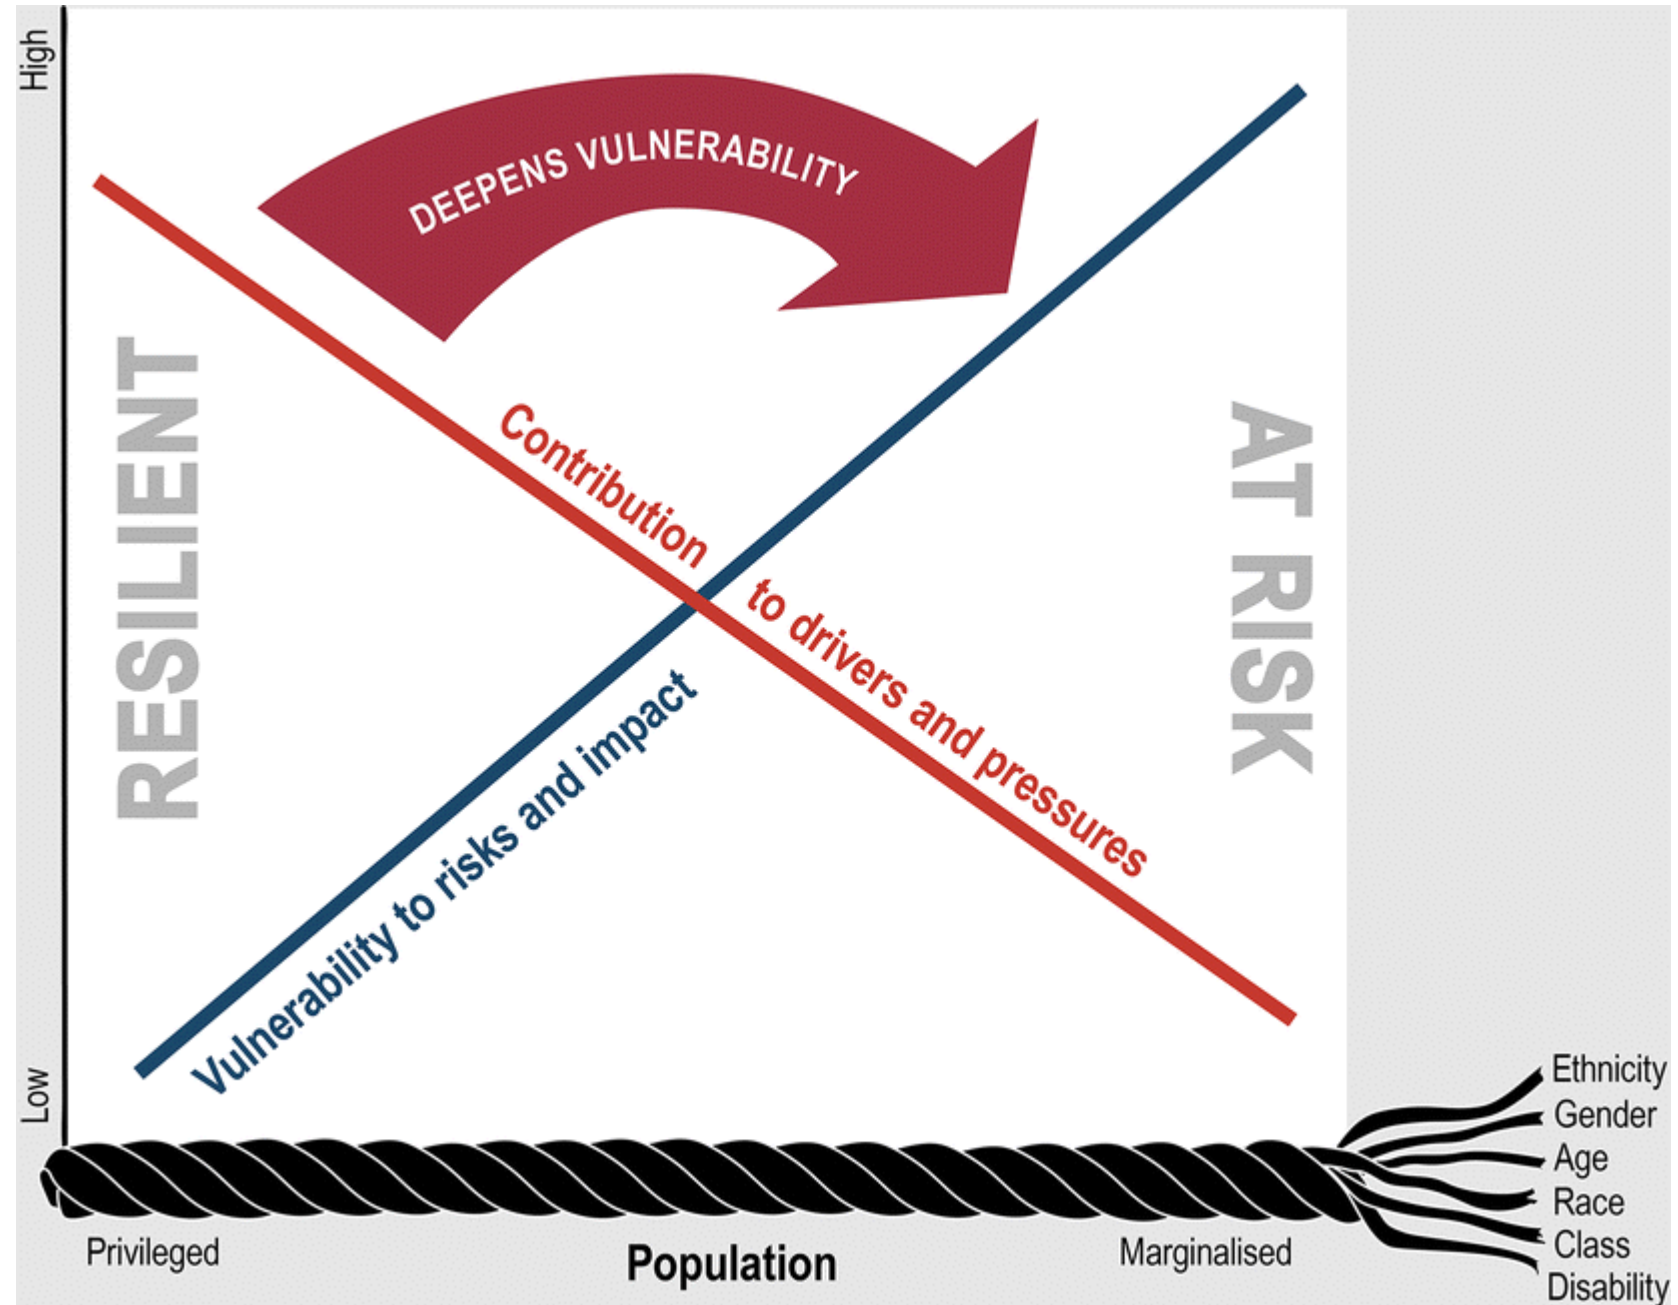 High
DEEPENS VULNERABILITY
RESILIENT
AT RISK
Contribution to drivers and pressures
Vulnerability to risks and impact
Low
Ethnicity
Gender
Age
Race
Class
Disability
Privileged
Population
Marginalised